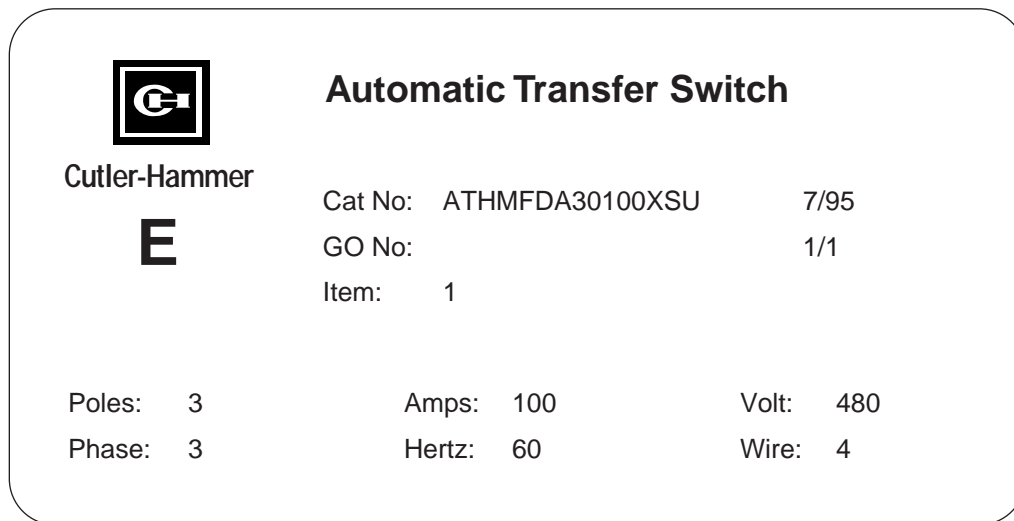 CH
Automatic Transfer Switch
Cutler-Hammer
E
Cat No: ATHMFDA30100XSU 7/95
GO No: 1/1
Item: 1
Poles: 3 Amps: 100 Volt: 480
Phase: 3 Hertz: 60 Wire: 4